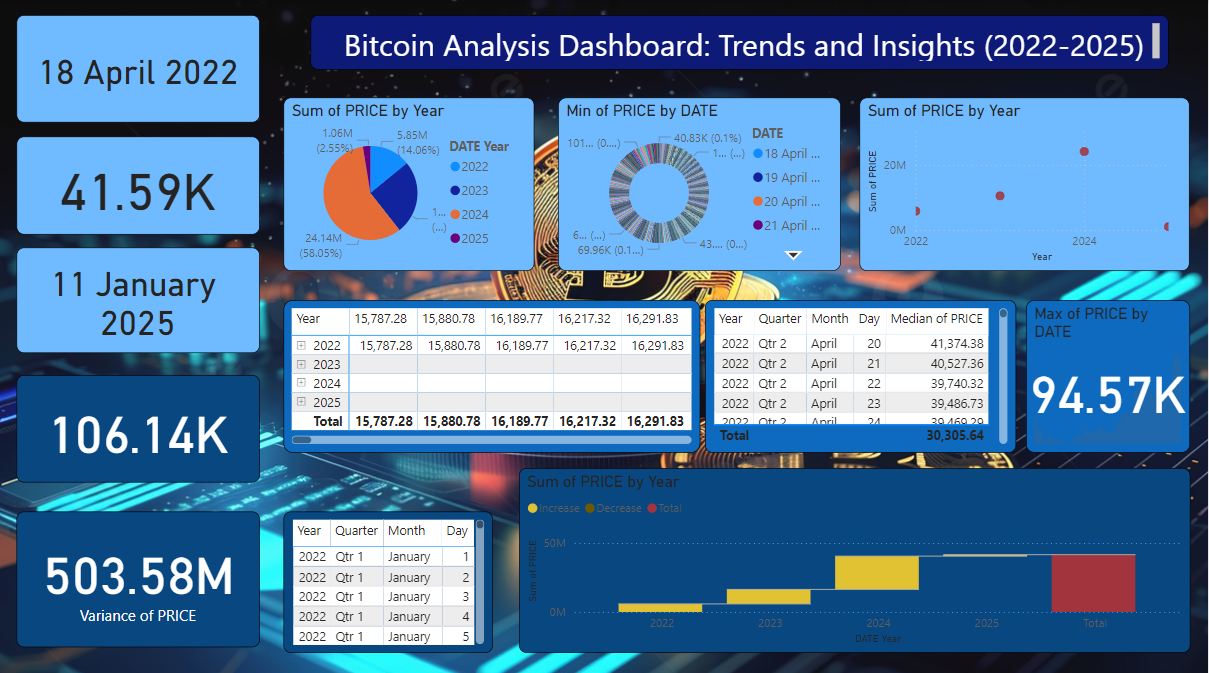 Bitcoin Analysis Dashboard: Trends and Insights (2022-2025)
18 April 2022
41.59K
11 January
2025
106.14K
503.58M
Variance of PRICE
Sum of PRICE by Year
1.06M
(2.55%)
5.85M
(14.06%)
1...
(...)
24.14M
(58.05%)
DATE Year
2022
2023
2024
2025
Min of PRICE by DATE
101... (0....)
40.83K (0.1%)
1... (...)
6... (...)
69.96K (0.1...)
43.... (0...)
DATE
18 April ...
19 April ...
20 April ...
21 April ...
Sum of PRICE by Year
Sum of PRICE
20M
0M
2022 2024
Year
Year 15,787.28 15,880.78 16,189.77 16,217.32 16,291.83
2022 15,787.28 15,880.78 16,189.77 16,217.32 16,291.83
2023
2024
2025
Total 15,787.28 15,880.78 16,189.77 16,217.32 16,291.83
Year Quarter Month Day Median of PRICE
2022 Qtr 2 April 20 41,374.38
2022 Qtr 2 April 21 40,527.36
2022 Qtr 2 April 22 39,740.32
2022 Qtr 2 April 23 39,486.73
2022 Qtr 2 April 24 39,469.29
Total 30,305.64
Max of PRICE by
DATE
94.57K
Year Quarter Month Day
2022 Qtr 1 January 1
2022 Qtr 1 January 2
2022 Qtr 1 January 3
2022 Qtr 1 January 4
2022 Qtr 1 January 5
Sum of PRICE by Year
Increase Decrease Total
Sum of PRICE
50M
0M
2022 2023 2024 2025 Total
DATE Year